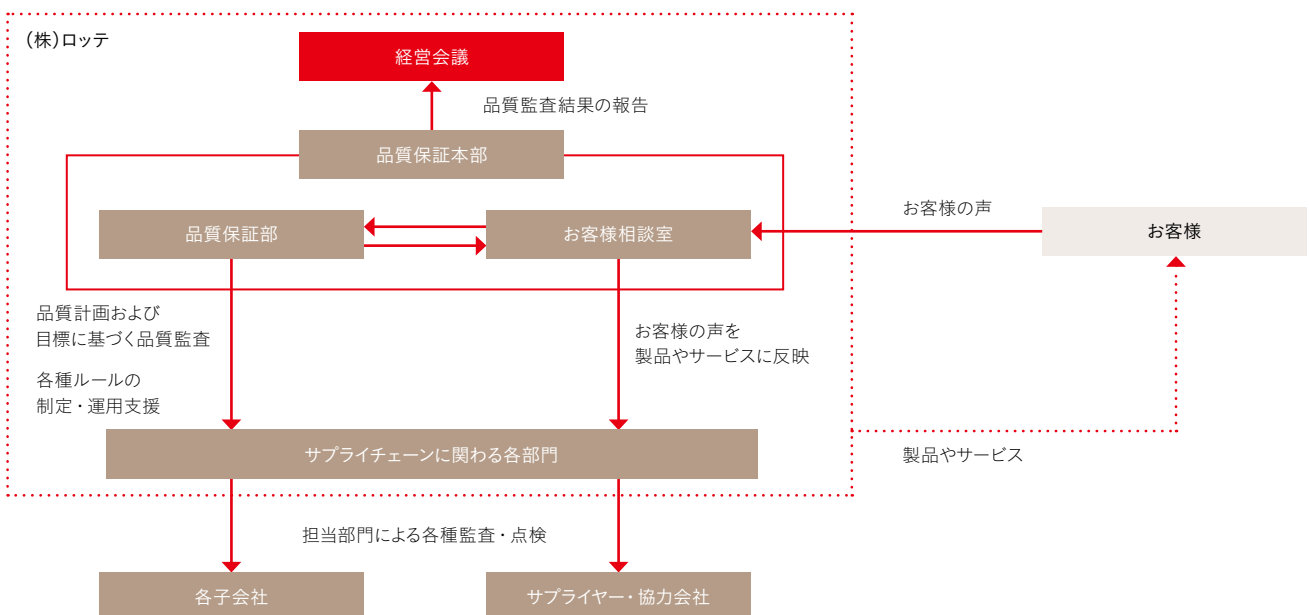 (株)ロッテ
経営会議
品質監査結果の報告
品質保証本部
品質保証部
お客様相談室
お客様の声
お客様
品質計画および
目標に基づく品質監査
各種ルールの
制定・運用支援
お客様の声を
製品やサービスに反映
サプライチェーンに関わる各部門
製品やサービス
担当部門による各種監査・点検
各子会社
サプライヤー・協力会社